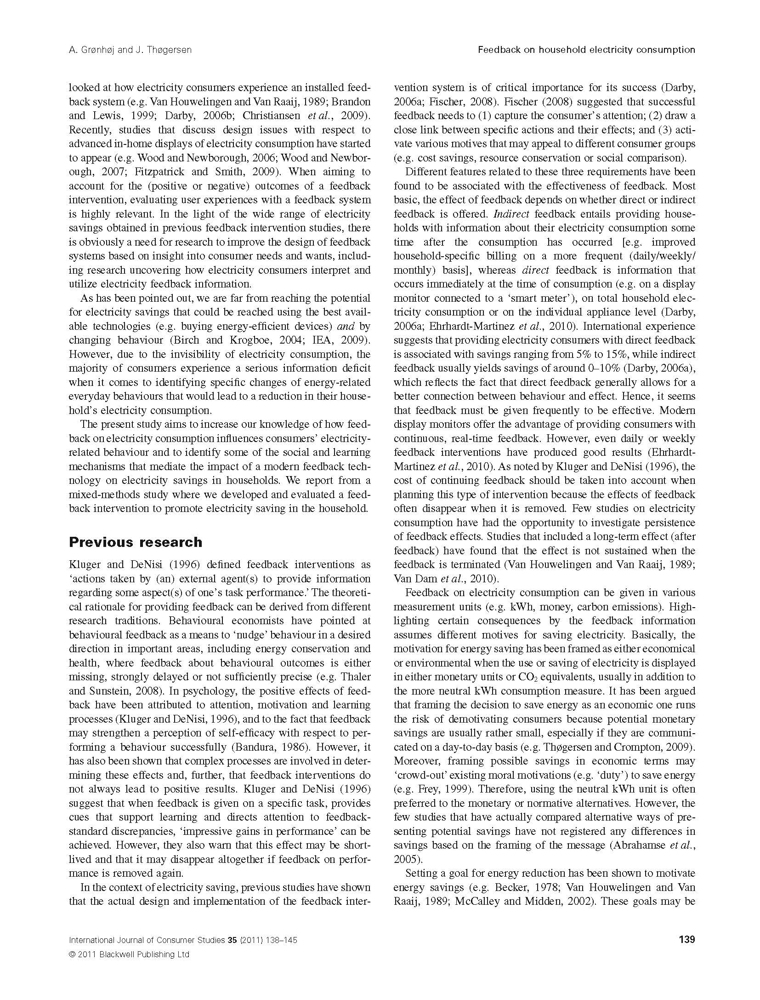 A. Grønhøj and J. Thøgersen
Feedback on household electricity consumption
looked at how electricity consumers experience an installed feed-
back system (e.g. Van Houwelingen and Van Raaij, 1989; Brandon
and Lewis, 1999; Darby, 2006b; Christiansen et al., 2009).
Recently, studies that discuss design issues with respect to
advanced in-home displays of electricity consumption have started
to appear (e.g. Wood and Newborough, 2006; Wood and Newbor-
ough, 2007; Fitzpatrick and Smith, 2009). When aiming to
account for the (positive or negative) outcomes of a feedback
intervention, evaluating user experiences with a feedback system
is highly relevant. In the light of the wide range of electricity
savings obtained in previous feedback intervention studies, there
is obviously a need for research to improve the design of feedback
systems based on insight into consumer needs and wants, includ-
ing research uncovering how electricity consumers interpret and
utilize electricity feedback information.
As has been pointed out, we are far from reaching the potential
for electricity savings that could be reached using the best avail-
able technologies (e.g. buying energy-efficient devices) and by
changing behaviour (Birch and Krogboe, 2004; IEA, 2009).
However, due to the invisibility of electricity consumption, the
majority of consumers experience a serious information deficit
when it comes to identifying specific changes of energy-related
everyday behaviours that would lead to a reduction in their house-
hold's electricity consumption.
The present study aims to increase our knowledge of how feed-
back on electricity consumption influences consumers' electricity-
related behaviour and to identify some of the social and learning
mechanisms that mediate the impact of a modern feedback tech-
nology on electricity savings in households. We report from a
mixed-methods study where we developed and evaluated a feed-
back intervention to promote electricity saving in the household.
Previous research
Kluger and DeNisi (1996) defined feedback interventions as
‘actions taken by (an) external agent(s) to provide information
regarding some aspect(s) of one's task performance.’ The theoreti-
cal rationale for providing feedback can be derived from different
research traditions. Behavioural economists have pointed at
behavioural feedback as a means to ‘nudge’ behaviour in a desired
direction in important areas, including energy conservation and
health, where feedback about behavioural outcomes is either
missing, strongly delayed or not sufficiently precise (e.g. Thaler
and Sunstein, 2008). In psychology, the positive effects of feed-
back have been attributed to attention, motivation and learning
processes (Kluger and DeNisi, 1996), and to the fact that feedback
may strengthen a perception of self-efficacy with respect to per-
forming a behaviour successfully (Bandura, 1986). However, it
has also been shown that complex processes are involved in deter-
mining these effects and, further, that feedback interventions do
not always lead to positive results. Kluger and DeNisi (1996)
suggest that when feedback is given on a specific task, provides
cues that support learning and directs attention to feedback-
standard discrepancies, ‘impressive gains in performance’ can be
achieved. However, they also warn that this effect may be short-
lived and that it may disappear altogether if feedback on perfor-
mance is removed again.
In the context of electricity saving, previous studies have shown
that the actual design and implementation of the feedback inter-
vention system is of critical importance for its success (Darby,
2006a; Fischer, 2008). Fischer (2008) suggested that successful
feedback needs to (1) capture the consumer's attention; (2) draw a
close link between specific actions and their effects; and (3) acti-
vate various motives that may appeal to different consumer groups
(e.g. cost savings, resource conservation or social comparison).
Different features related to these three requirements have been
found to be associated with the effectiveness of feedback. Most
basic, the effect of feedback depends on whether direct or indirect
feedback is offered. Indirect feedback entails providing house-
holds with information about their electricity consumption some
time after the consumption has occurred [e.g. improved
household-specific billing on a more frequent (daily/weekly/
monthly) basis], whereas direct feedback is information that
occurs immediately at the time of consumption (e.g. on a display
monitor connected to a ‘smart meter’), on total household elec-
tricity consumption or on the individual appliance level (Darby,
2006a; Ehrhardt-Martinez et al., 2010). International experience
suggests that providing electricity consumers with direct feedback
is associated with savings ranging from 5% to 15%, while indirect
feedback usually yields savings of around 0–10% (Darby, 2006a),
which reflects the fact that direct feedback generally allows for a
better connection between behaviour and effect. Hence, it seems
that feedback must be given frequently to be effective. Modern
display monitors offer the advantage of providing consumers with
continuous, real-time feedback. However, even daily or weekly
feedback interventions have produced good results (Ehrhardt-
Martinez et al., 2010). As noted by Kluger and DeNisi (1996), the
cost of continuing feedback should be taken into account when
planning this type of intervention because the effects of feedback
often disappear when it is removed. Few studies on electricity
consumption have had the opportunity to investigate persistence
of feedback effects. Studies that included a long-term effect (after
feedback) have found that the effect is not sustained when the
feedback is terminated (Van Houwelingen and Van Raaij, 1989;
Van Dam et al., 2010).
Feedback on electricity consumption can be given in various
measurement units (e.g. kWh, money, carbon emissions). High-
lighting certain consequences by the feedback information
assumes different motives for saving electricity. Basically, the
motivation for energy saving has been framed as either economical
or environmental when the use or saving of electricity is displayed
in either monetary units or CO₂ equivalents, usually in addition to
the more neutral kWh consumption measure. It has been argued
that framing the decision to save energy as an economic one runs
the risk of demotivating consumers because potential monetary
savings are usually rather small, especially if they are communi-
cated on a day-to-day basis (e.g. Thøgersen and Crompton, 2009).
Moreover, framing possible savings in economic terms may
‘crowd-out’ existing moral motivations (e.g. ‘duty’) to save energy
(e.g. Frey, 1999). Therefore, using the neutral kWh unit is often
preferred to the monetary or normative alternatives. However, the
few studies that have actually compared alternative ways of pre-
senting potential savings have not registered any differences in
savings based on the framing of the message (Abrahamse et al.,
2005).
Setting a goal for energy reduction has been shown to motivate
energy savings (e.g. Becker, 1978; Van Houwelingen and Van
Raaij, 1989; McCalley and Midden, 2002). These goals may be
International Journal of Consumer Studies 35 (2011) 138–145
© 2011 Blackwell Publishing Ltd
139